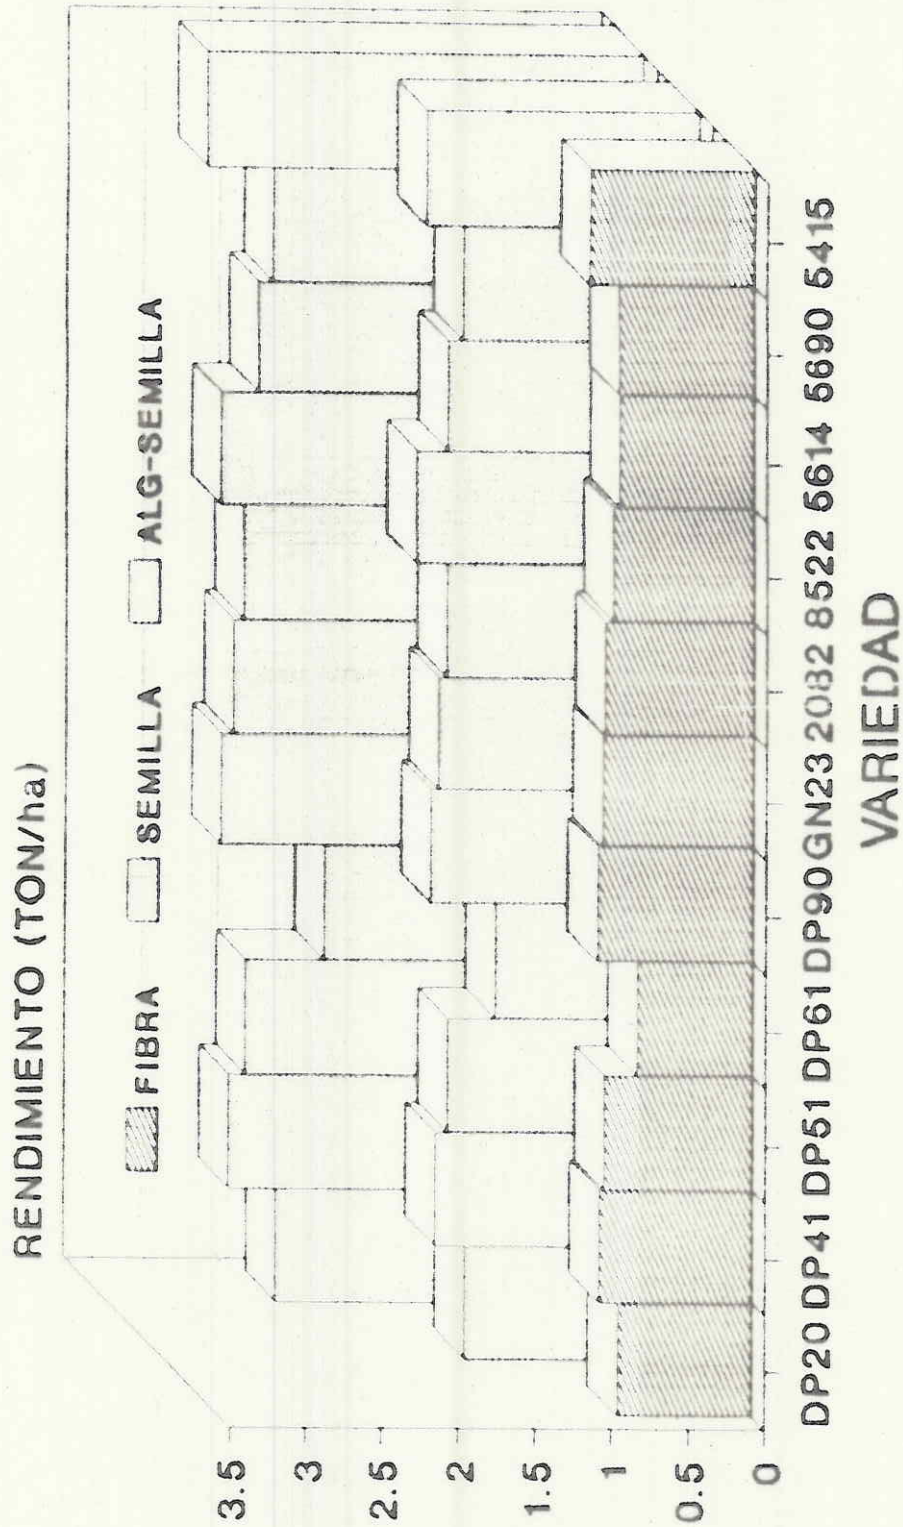 RENDIMIENTO (TON/ha)
FIBRA SEMILLA ALG-SEMILLA
3.5
3
2.5
2
1.5
1
0.5
0
DP20 DP41 DP51 DP61 DP90 GN23 2082 8522 5614 5690 5415
VARIEDAD